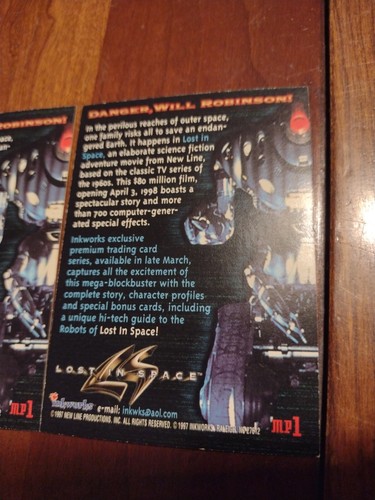 ROBINSON!
DANGER, WILL ROBINSON!
In the perilous reaches of outer space,
one family risks all to save an endan-
gered Earth. It happens in Lost in
Space, an elaborate science fiction
adventure movie from New Line,
based on the classic TV series of
the 1960s. This $80 million film,
opening April 3, 1998 boasts a
spectacular story and more
than 700 computer-gener-
ated special effects.
Inkworks exclusive
premium trading card
series, available in late March,
captures all the excitement of
this mega-blockbuster with the
complete story, character profiles
and special bonus cards, including
a unique hi-tech guide to the
Robots of Lost In Space!
LOST IN SPACE™
inkworks e-mail: inkwks@aol.com
©1997 NEW LINE PRODUCTIONS, INC. ALL RIGHTS RESERVED. ©1997 INKWORKS, RALEIGH, NC 27612
mp1
mp1